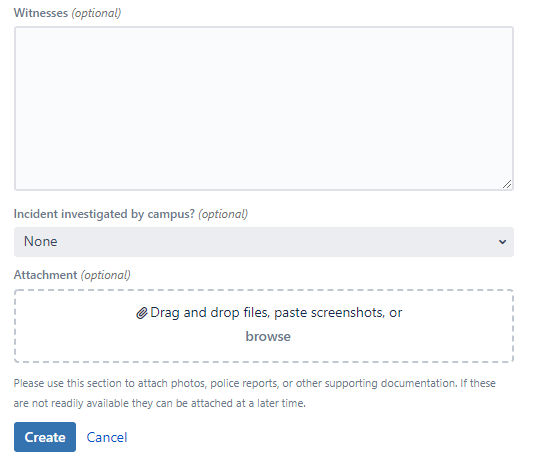 Witnesses (optional)
Incident investigated by campus? (optional)
None
Attachment (optional)
Drag and drop files, paste screenshots, or
browse
Please use this section to attach photos, police reports, or other supporting documentation. If these
are not readily available they can be attached at a later time.
Create Cancel